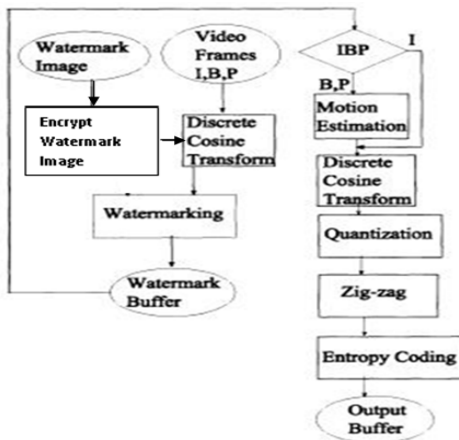 Watermark
Image
Video
Frames
I,B,P
Encrypt
Watermark
Image
Discrete
Cosine
Transform
Watermarking
Watermark
Buffer
IBP
I
B,P
Motion
Estimation
Discrete
Cosine
Transform
Quantization
Zig-zag
Entropy Coding
Output
Buffer